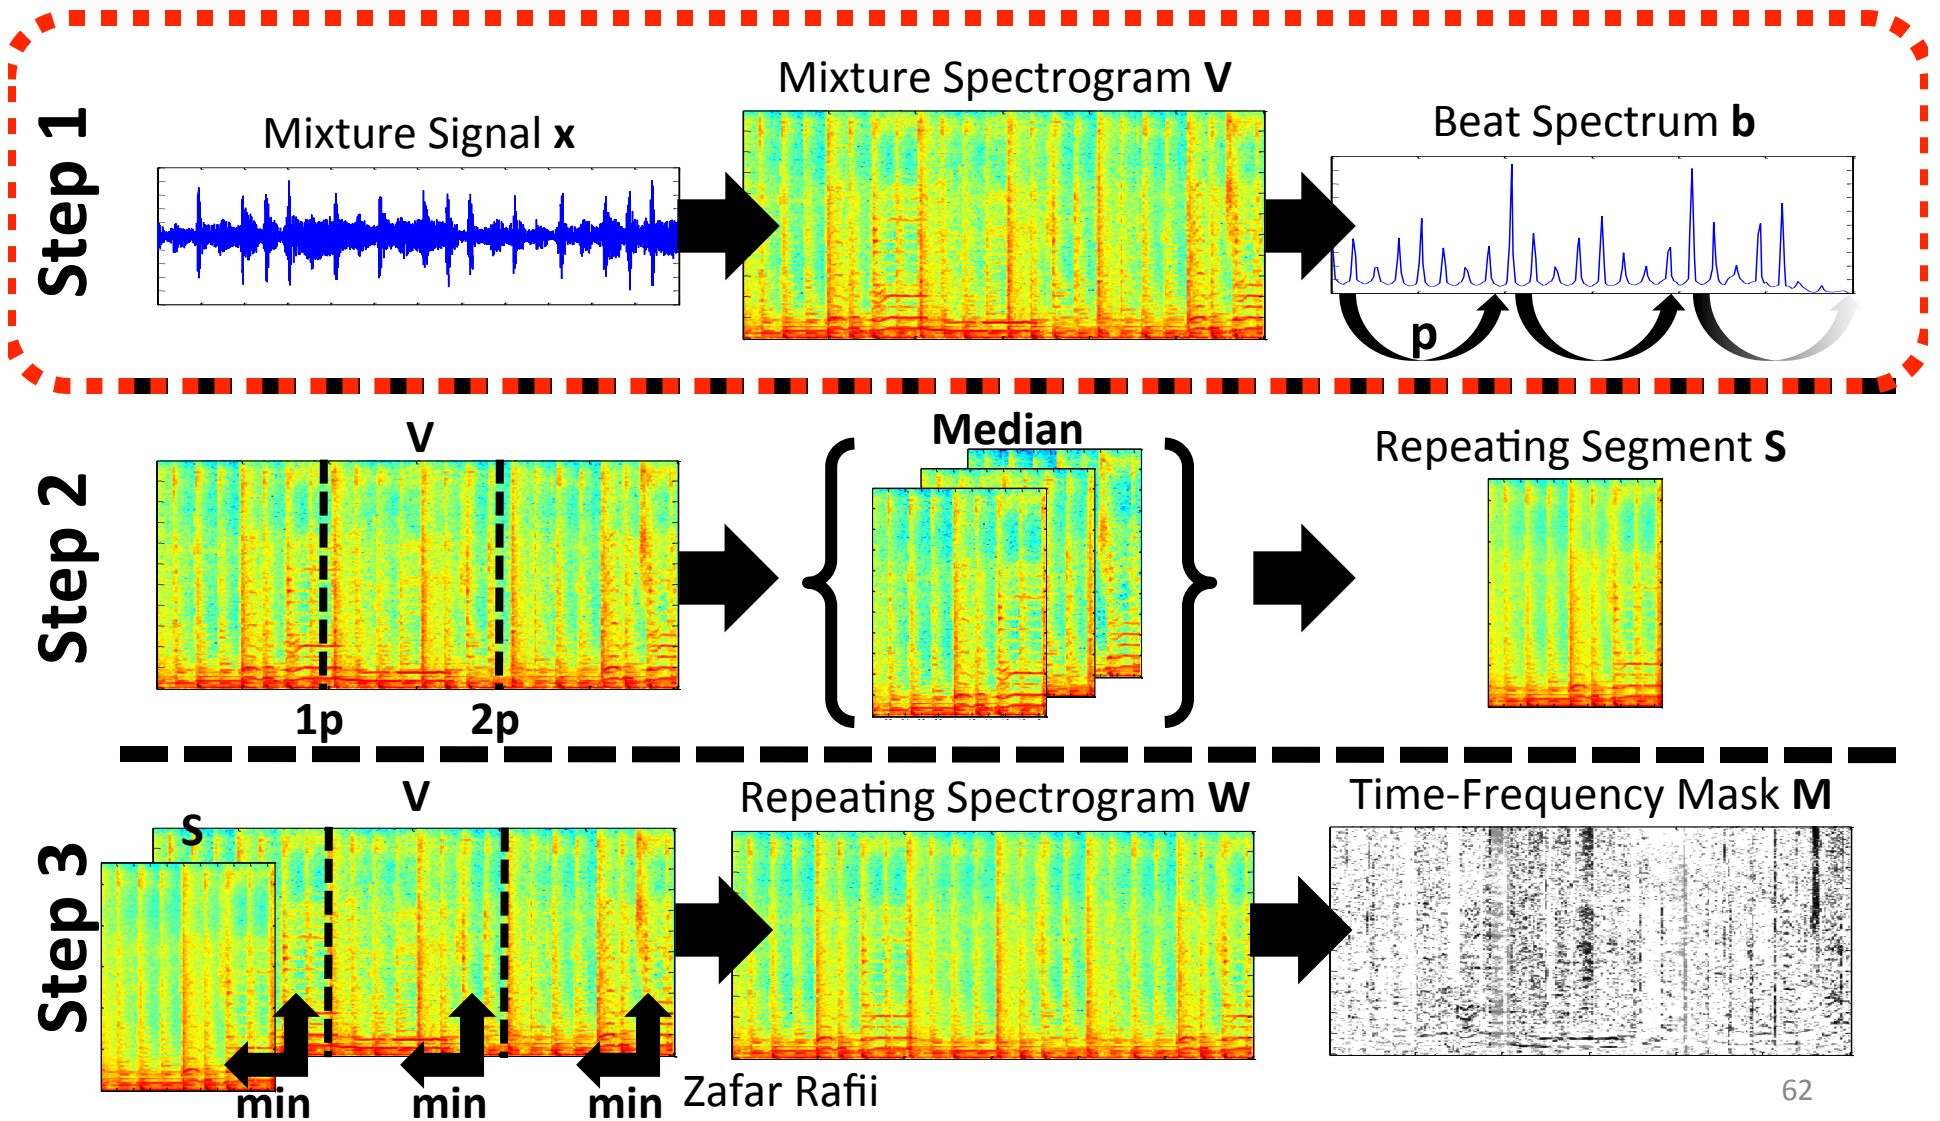 Step 1
Mixture Signal x
Mixture Spectrogram V
Beat Spectrum b
p
Step 2
V
1p
2p
Median
Repeating Segment S
Step 3
S
V
min
min
min
Repeating Spectrogram W
Time-Frequency Mask M
Zafar Rafii
62